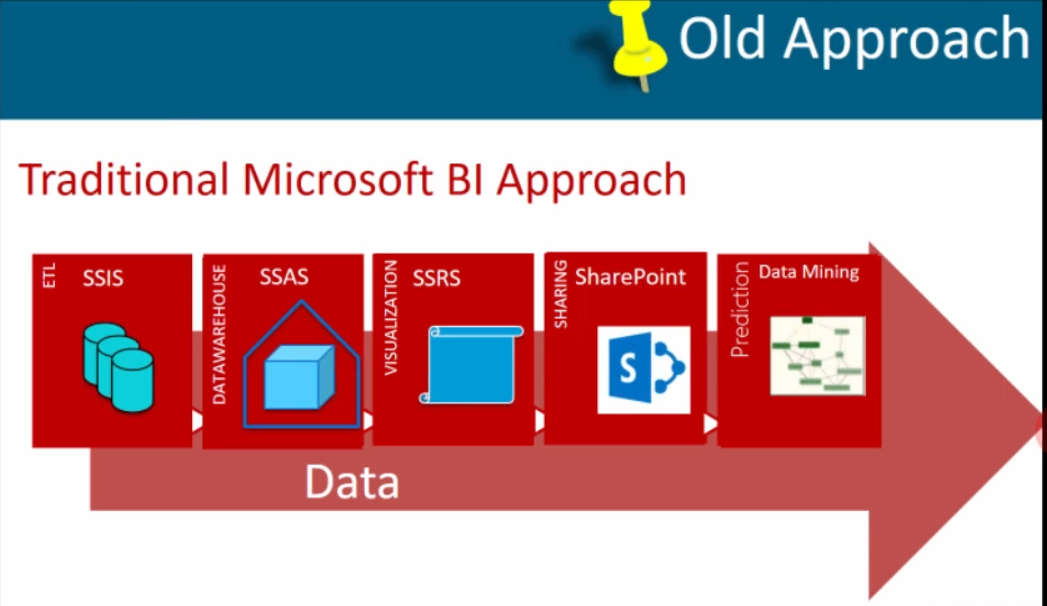 Old Approach
Traditional Microsoft BI Approach
ETL
SSIS
DATAWAREHOUSE
SSAS
VISUALIZATION
SSRS
SHARING
SharePoint
S
Prediction
Data Mining
Data